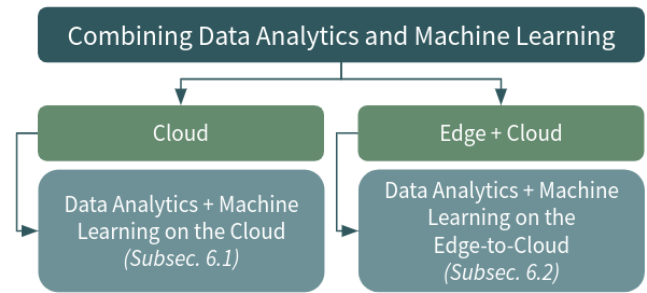 Combining Data Analytics and Machine Learning
Cloud
Edge + Cloud
Data Analytics + Machine
Learning on the Cloud
(Subsec. 6.1)
Data Analytics + Machine
Learning on the
Edge-to-Cloud
(Subsec. 6.2)